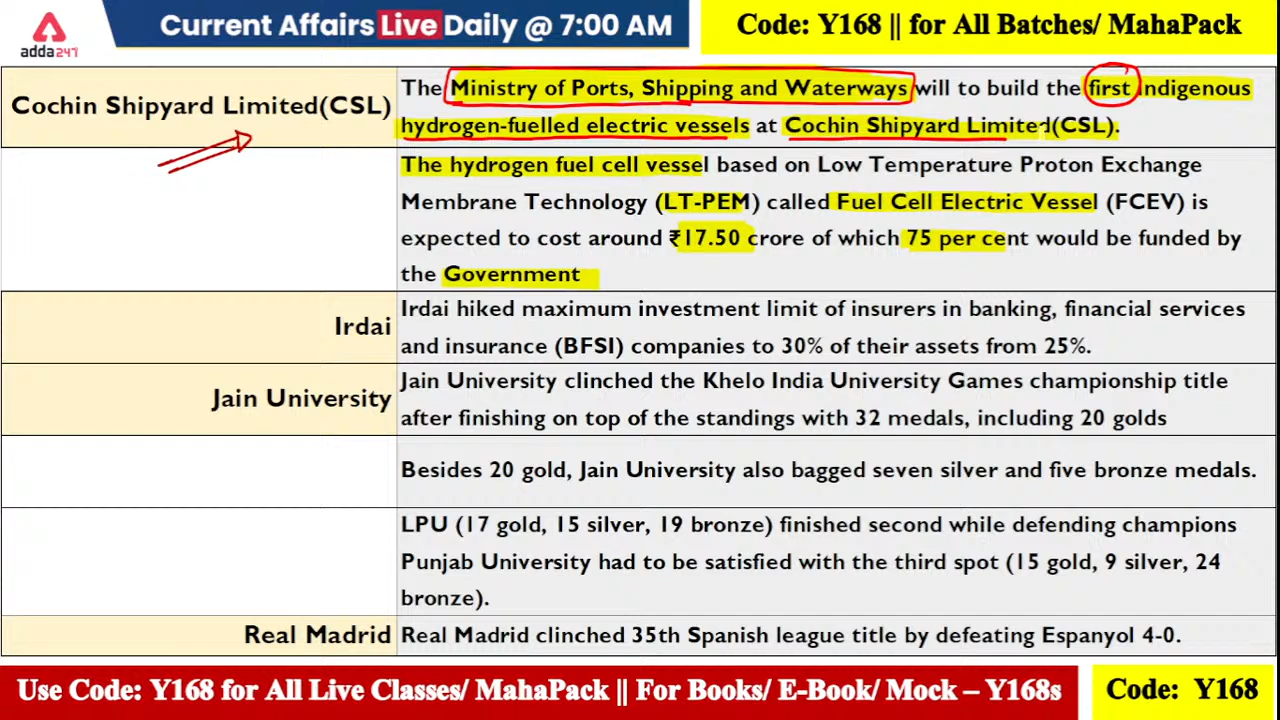 adda247
Current Affairs Live Daily @ 7:00 AM
Code: Y168 || for All Batches/ MahaPack
Cochin Shipyard Limited(CSL)
The Ministry of Ports, Shipping and Waterways will to build the first Indigenous
hydrogen-fuelled electric vessels at Cochin Shipyard Limited(CSL).
The hydrogen fuel cell vessel based on Low Temperature Proton Exchange
Membrane Technology (LT-PEM) called Fuel Cell Electric Vessel (FCEV) is
expected to cost around ₹17.50 crore of which 75 per cent would be funded by
the Government
Irdai
Irdai hiked maximum investment limit of insurers in banking, financial services
and insurance (BFSI) companies to 30% of their assets from 25%.
Jain University
Jain University clinched the Khelo India University Games championship title
after finishing on top of the standings with 32 medals, including 20 golds
Besides 20 gold, Jain University also bagged seven silver and five bronze medals.
LPU (17 gold, 15 silver, 19 bronze) finished second while defending champions
Punjab University had to be satisfied with the third spot (15 gold, 9 silver, 24
bronze).
Real Madrid
Real Madrid clinched 35th Spanish league title by defeating Espanyol 4-0.
Use Code: Y168 for All Live Classes/ MahaPack || For Books/ E-Book/ Mock – Y168s
Code: Y168